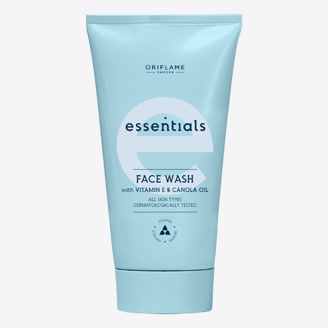 ORIFLAME
SWEDEN
essentials
FACE WASH
with VITAMIN E & CANOLA OIL
ALL SKIN TYPES
DERMATOLOGICALLY TESTED